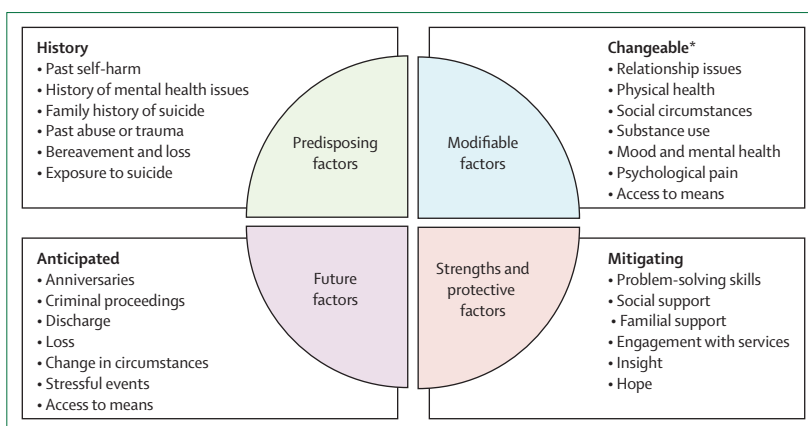 History
• Past self-harm
• History of mental health issues
• Family history of suicide
• Past abuse or trauma
• Bereavement and loss
• Exposure to suicide
Predisposing
factors
Modifiable
factors
Changeable*
• Relationship issues
• Physical health
• Social circumstances
• Substance use
• Mood and mental health
• Psychological pain
• Access to means
Anticipated
• Anniversaries
• Criminal proceedings
• Discharge
• Loss
• Change in circumstances
• Stressful events
• Access to means
Future
factors
Strengths and
protective
factors
Mitigating
• Problem-solving skills
• Social support
• Familial support
• Engagement with services
• Insight
• Hope